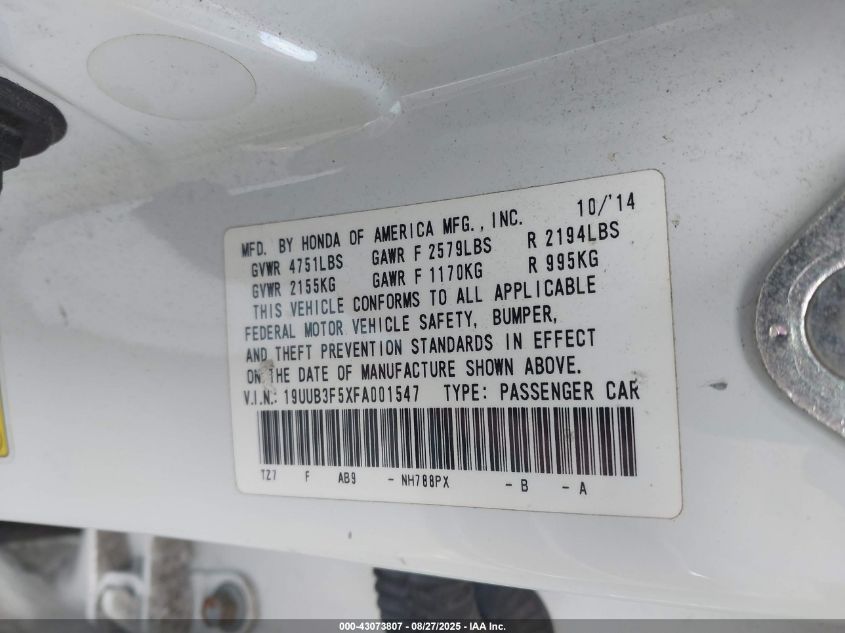 MFD. BY HONDA OF AMERICA MFG., INC. 10/'14
GVWR 4751LBS GAWR F 2579LBS R 2194LBS
GVWR 2155KG GAWR F 1170KG R 995KG
THIS VEHICLE CONFORMS TO ALL APPLICABLE
FEDERAL MOTOR VEHICLE SAFETY, BUMPER,
AND THEFT PREVENTION STANDARDS IN EFFECT
ON THE DATE OF MANUFACTURE SHOWN ABOVE.
V.I.N.: 19UUB3F5XFA001547 TYPE: PASSENGER CAR
TZ7 F AB9 - NH788PX - B - A
000-43073807 - 08/27/2025 - IAA Inc.